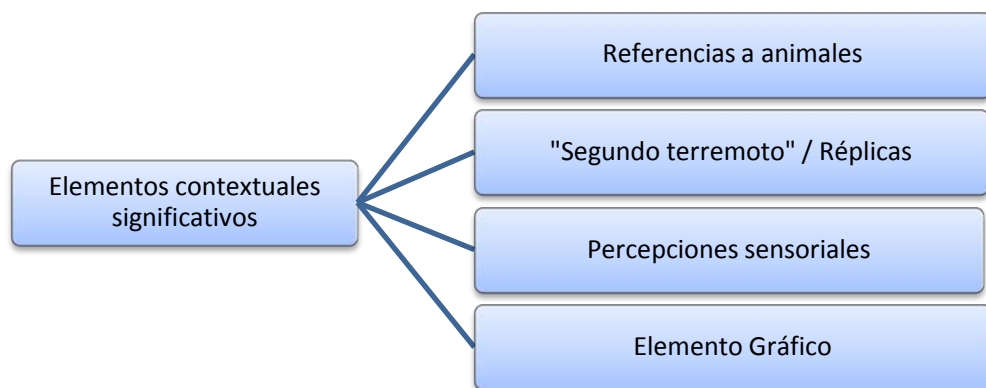 Referencias a animales
"Segundo terremoto" / Réplicas
Elementos contextuales
significativos
Percepciones sensoriales
Elemento Gráfico